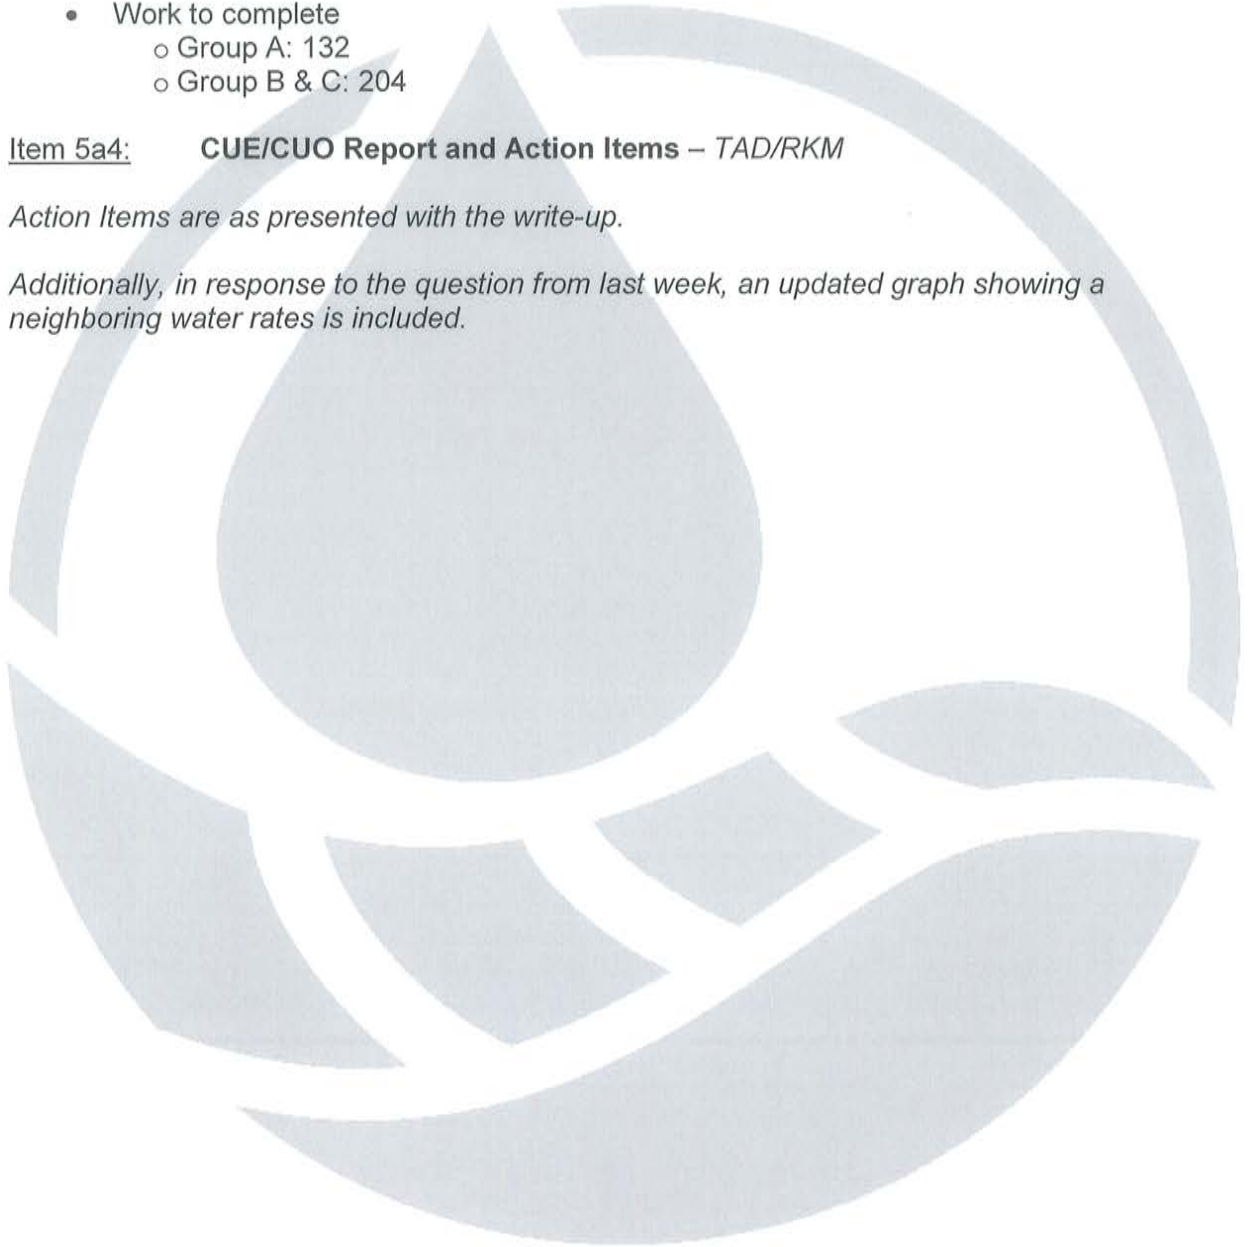 • Work to complete
o Group A: 132
o Group B & C: 204
Item 5a4: CUE/CUO Report and Action Items – TAD/RKM
Action Items are as presented with the write-up.
Additionally, in response to the question from last week, an updated graph showing a
neighboring water rates is included.